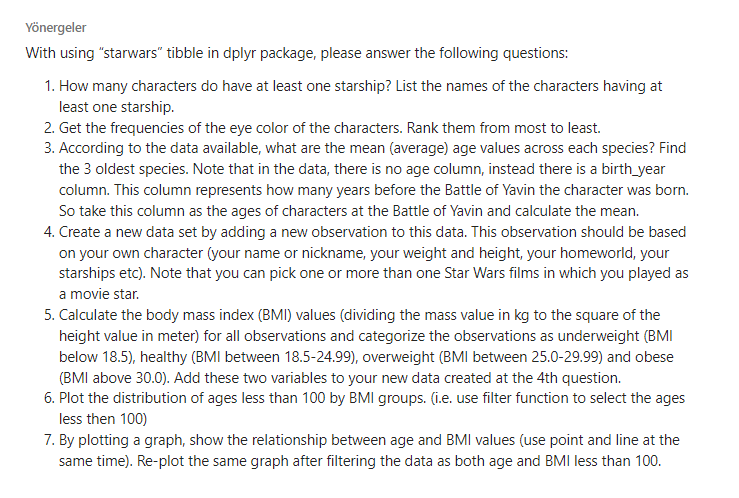 Yönergeler
With using “starwars” tibble in dplyr package, please answer the following questions:
1. How many characters do have at least one starship? List the names of the characters having at
least one starship.
2. Get the frequencies of the eye color of the characters. Rank them from most to least.
3. According to the data available, what are the mean (average) age values across each species? Find
the 3 oldest species. Note that in the data, there is no age column, instead there is a birth_year
column. This column represents how many years before the Battle of Yavin the character was born.
So take this column as the ages of characters at the Battle of Yavin and calculate the mean.
4. Create a new data set by adding a new observation to this data. This observation should be based
on your own character (your name or nickname, your weight and height, your homeworld, your
starships etc). Note that you can pick one or more than one Star Wars films in which you played as
a movie star.
5. Calculate the body mass index (BMI) values (dividing the mass value in kg to the square of the
height value in meter) for all observations and categorize the observations as underweight (BMI
below 18.5), healthy (BMI between 18.5-24.99), overweight (BMI between 25.0-29.99) and obese
(BMI above 30.0). Add these two variables to your new data created at the 4th question.
6. Plot the distribution of ages less than 100 by BMI groups. (i.e. use filter function to select the ages
less then 100)
7. By plotting a graph, show the relationship between age and BMI values (use point and line at the
same time). Re-plot the same graph after filtering the data as both age and BMI less than 100.